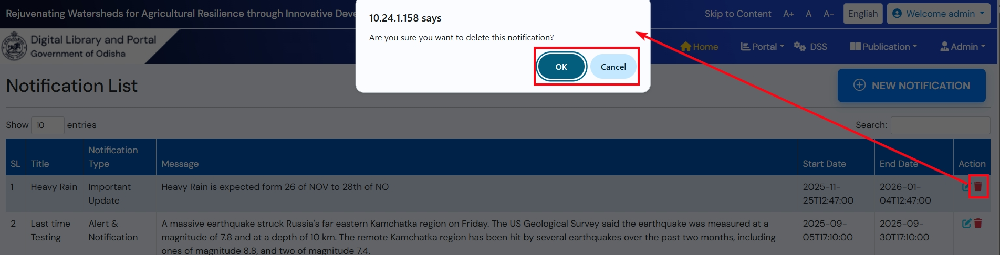 Rejuvenating Watersheds for Agricultural Resilience through Innovative Deve
Skip to Content A+ A A- English Welcome admin
10.24.1.158 says
Are you sure you want to delete this notification?
OK Cancel
Digital Library and Portal
Government of Odisha
Home Portal DSS Publication Admin
Notification List
NEW NOTIFICATION
Show 10 entries
Search:
SL Title Notification Type Message Start Date End Date Action
1 Heavy Rain Important Heavy Rain is expected form 26 of NOV to 28th of NO 2025-11- 2026-01-
Update 25T12:47:00 04T12:47:00
2 Last time Alert & A massive earthquake struck Russia's far eastern Kamchatka region on Friday. The US Geological Survey said the earthquake was measured at a 2025-09- 2025-09-
Testing Notification magnitude of 7.8 and at a depth of 10 km. The remote Kamchatka region has been hit by several earthquakes over the past two months, including 05T17:10:00 30T17:10:00
ones of magnitude 8.8, and two of magnitude 7.4.